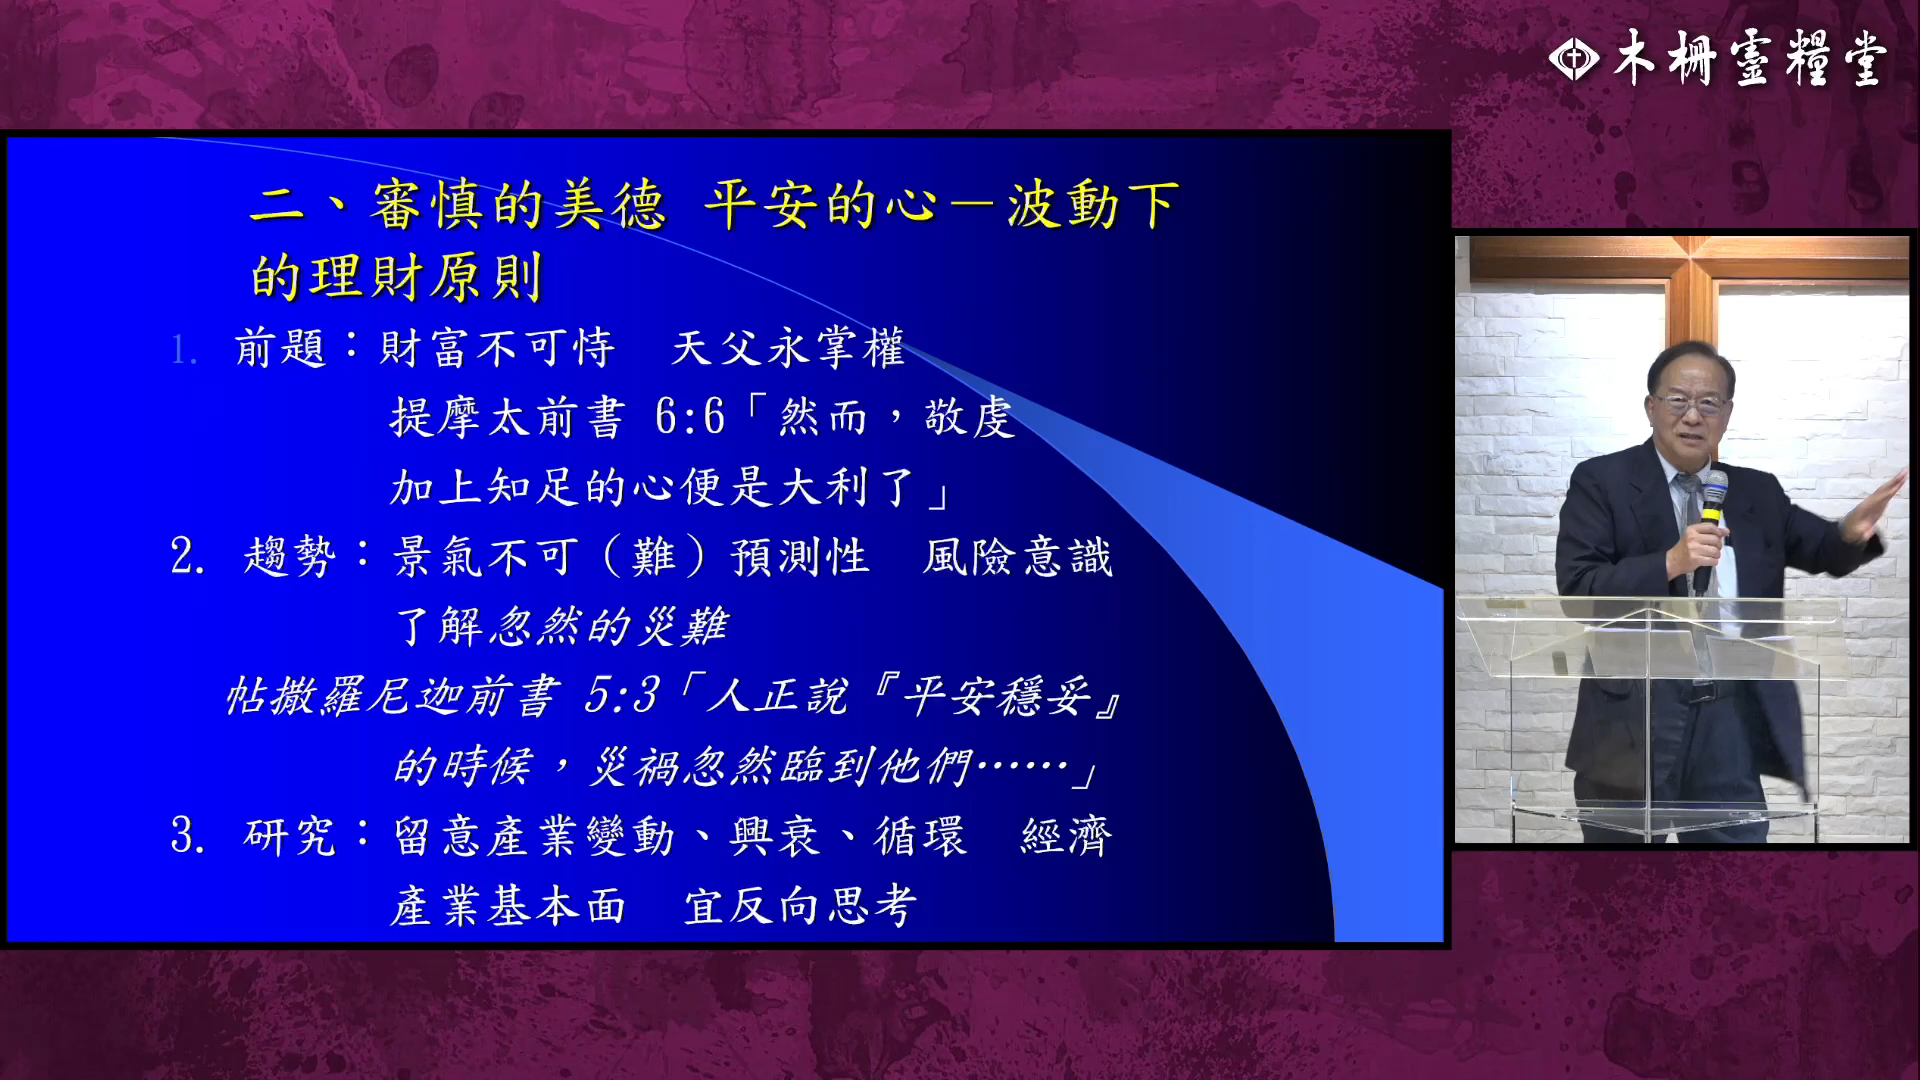 木柵靈糧堂
二、審慎的美德 平安的心－波動下
的理財原則
1. 前題：財富不可恃 天父永掌權
提摩太前書 6:6「然而，敬虔
加上知足的心便是大利了」
2. 趨勢：景氣不可（難）預測性 風險意識
了解忽然的災難
帖撒羅尼迦前書 5:3「人正說『平安穩妥』
的時候，災禍忽然臨到他們……」
3. 研究：留意產業變動、興衰、循環 經濟
產業基本面 宜反向思考